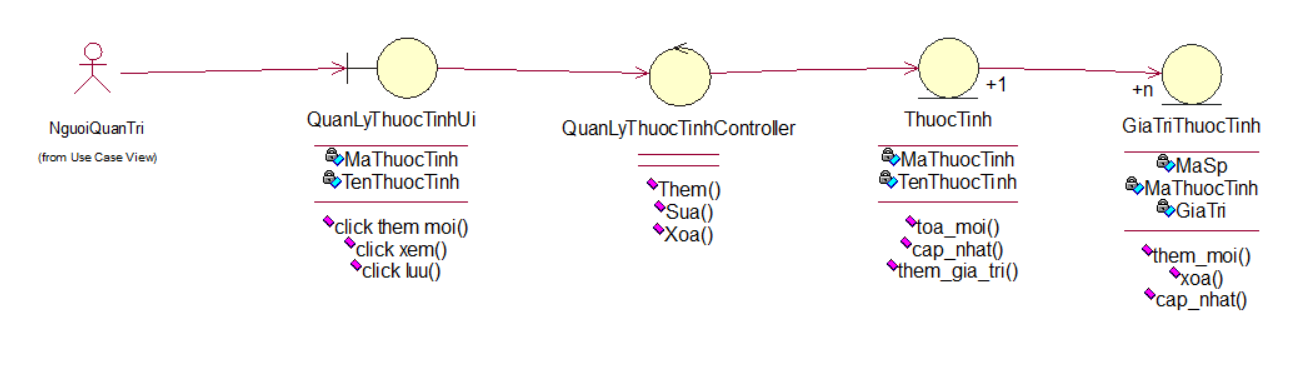 NguoiQuanTri
(from Use Case View)
QuanLyThuocTinhUi
MaThuocTinh
TenThuocTinh
click them moi()
click xem()
click luu()
QuanLyThuocTinhController
Them()
Sua()
Xoa()
+1
ThuocTinh
MaThuocTinh
TenThuocTinh
toa_moi()
cap_nhat()
them_gia_tri()
+n
GiaTriThuocTinh
MaSp
MaThuocTinh
GiaTri
them_moi()
xoa()
cap_nhat()